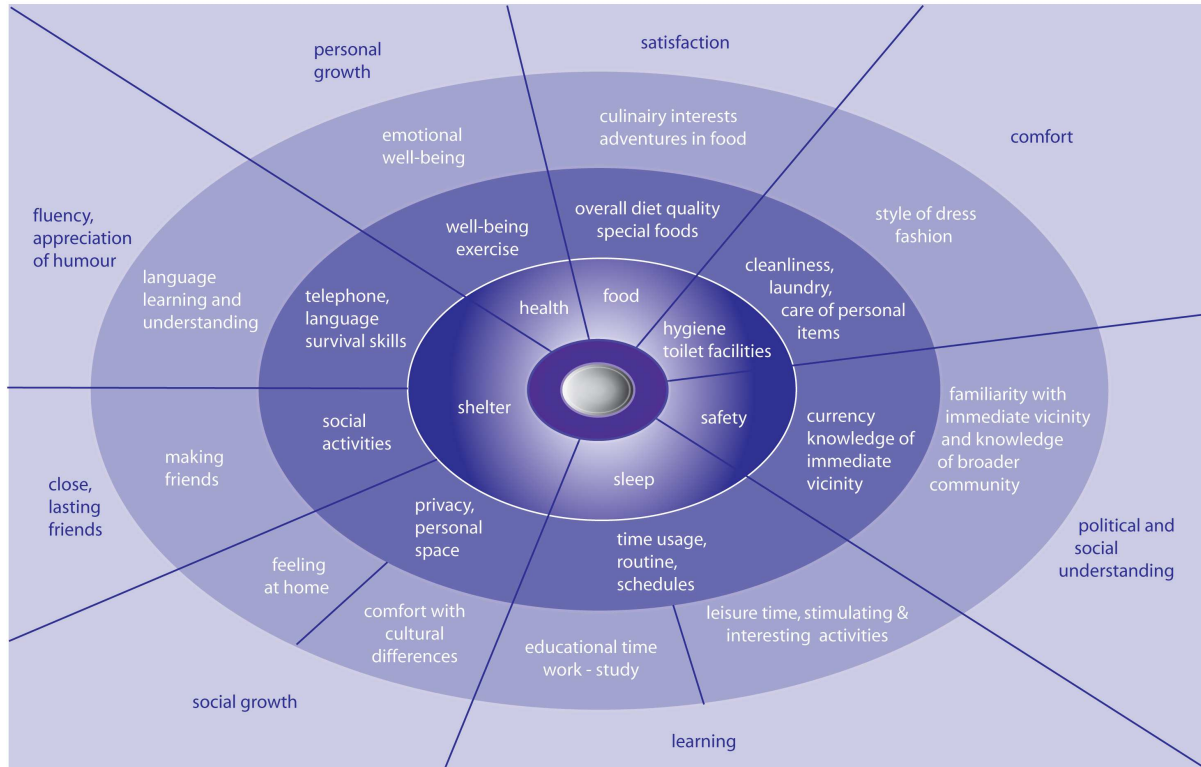 personal
growth
satisfaction
comfort
emotional
well-being
culinairy interests
adventures in food
style of dress
fashion
fluency,
appreciation
of humour
language
learning and
understanding
well-being
exercise
overall diet quality
special foods
cleanliness,
laundry,
care of personal
items
telephone,
language
survival skills
health
food
hygiene
toilet facilities
shelter
safety
sleep
social
activities
currency
knowledge of
immediate
vicinity
familiarity with
immediate vicinity
and knowledge
of broader
community
making
friends
close,
lasting
friends
privacy,
personal
space
time usage,
routine,
schedules
political and
social
understanding
feeling
at home
comfort with
cultural
differences
educational time
work - study
leisure time, stimulating &
interesting activities
social growth
learning